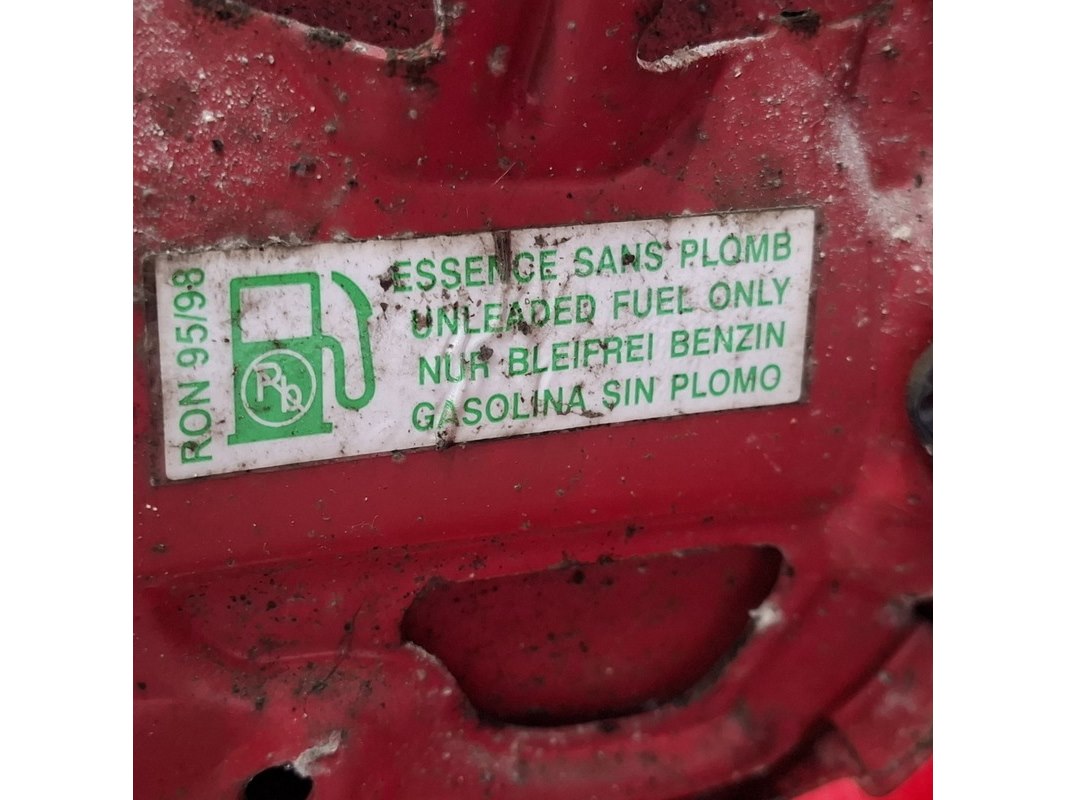 RON 95/98
Pb
ESSENCE SANS PLOMB
UNLEADED FUEL ONLY
NUR BLEIFREI BENZIN
GASOLINA SIN PLOMO